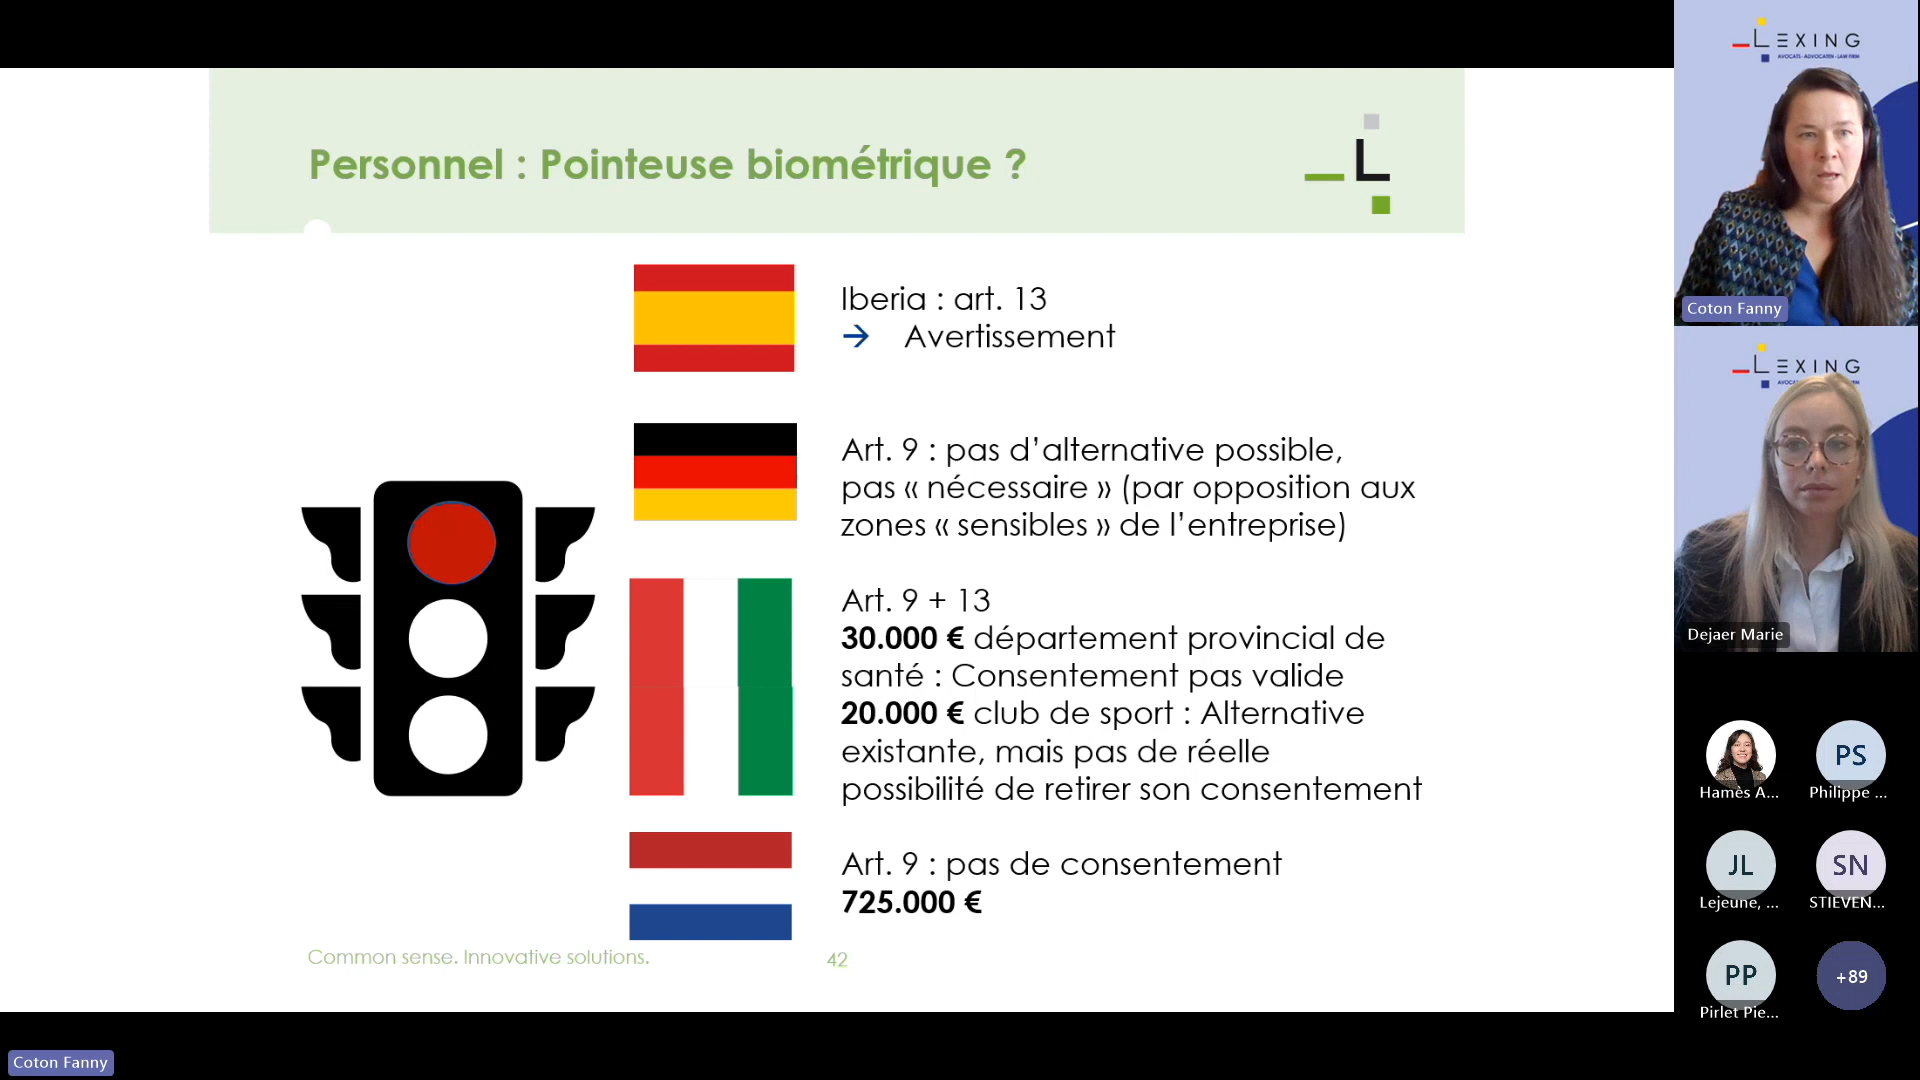 Personnel : Pointeuse biométrique ?
L
Iberia : art. 13
→ Avertissement
Art. 9 : pas d’alternative possible,
pas « nécessaire » (par opposition aux
zones « sensibles » de l’entreprise)
Art. 9 + 13
30.000 € département provincial de
santé : Consentement pas valide
20.000 € club de sport : Alternative
existante, mais pas de réelle
possibilité de retirer son consentement
Art. 9 : pas de consentement
725.000 €
Common sense. Innovative solutions.
42
Coton Fanny
LEXING
AVOCATS-ADVOCATEN-LAW FIRM
Coton Fanny
LEXING
Dejaer Marie
Hamès A...
PS
Philippe ...
JL
Lejeune, ...
SN
STIEVEN...
PP
Pirlet Pie...
+89